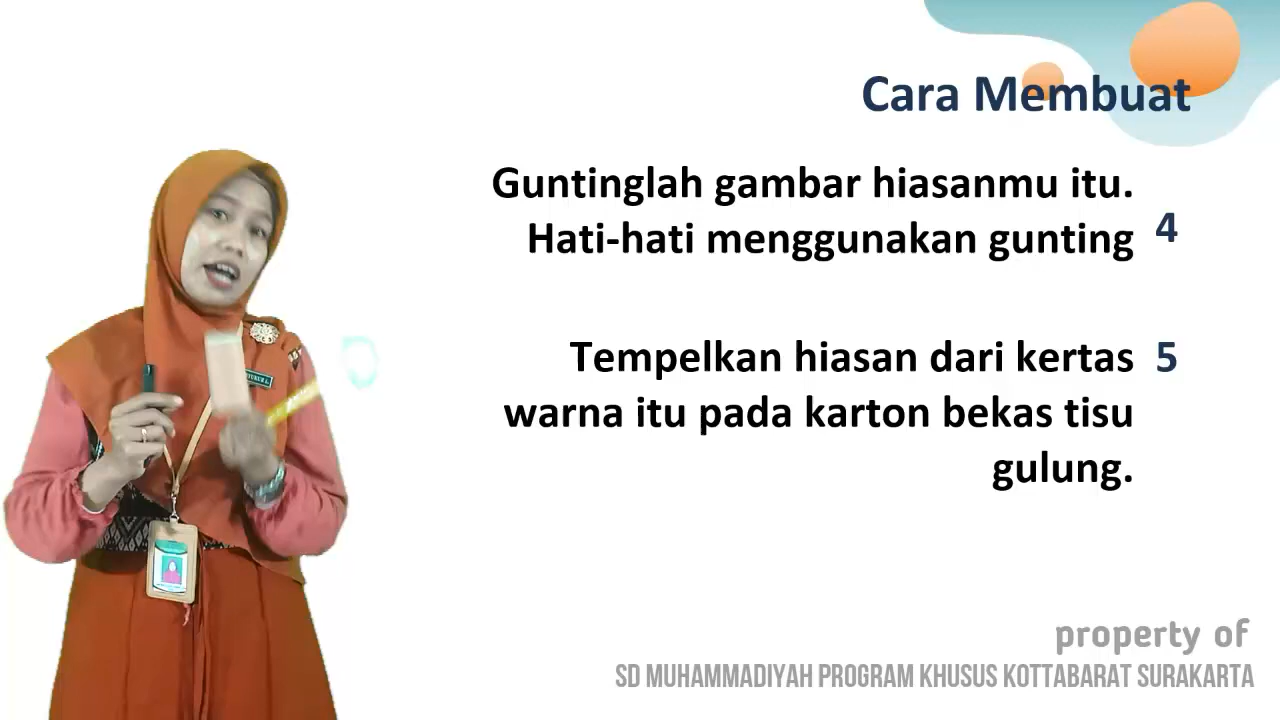 Cara Membuat
Guntinglah gambar hiasanmu itu.
Hati-hati menggunakan gunting
4
Tempelkan hiasan dari kertas
warna itu pada karton bekas tisu
gulung.
5
property of
SD MUHAMMADIYAH PROGRAM KHUSUS KOTTABARAT SURAKARTA